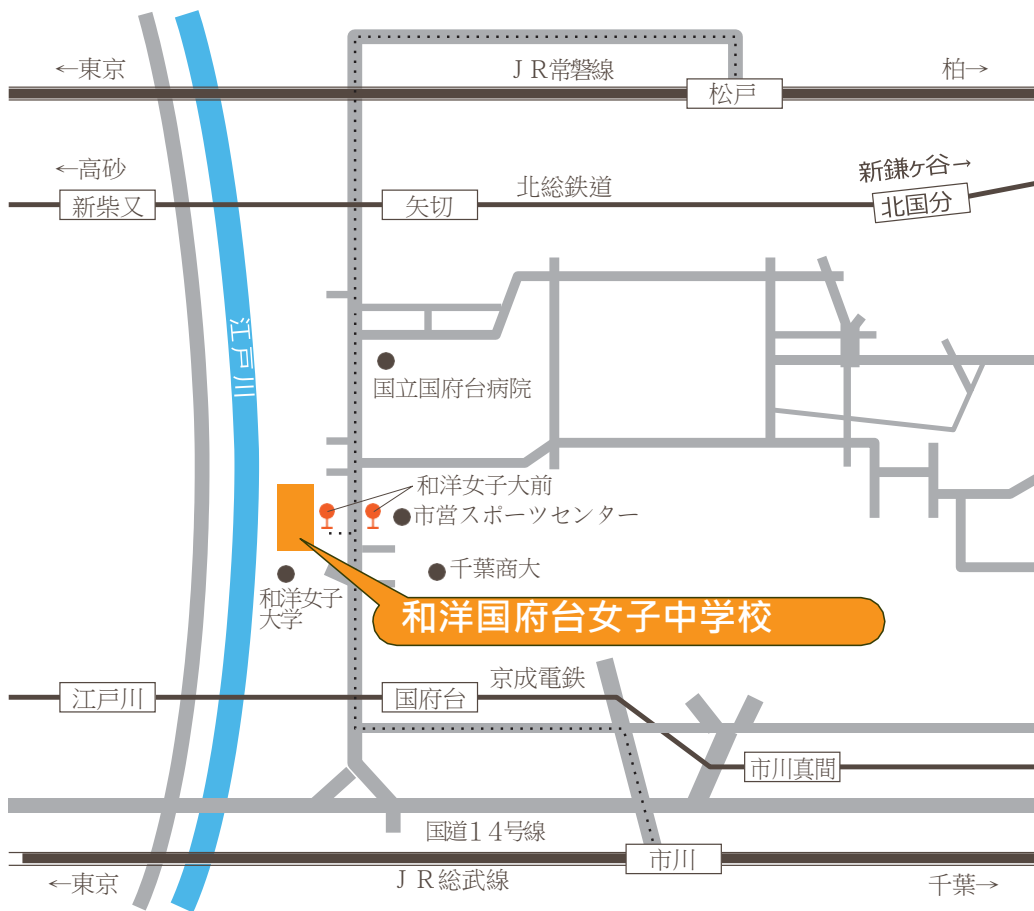 ←東京
ＪＲ常磐線
柏→
松戸
←高砂
新鎌ヶ谷→
北総鉄道
新柴又
矢切
北国分
江戸川
国立国府台病院
和洋女子大前
市営スポーツセンター
千葉商大
和洋女子
大学
和洋国府台女子中学校
京成電鉄
江戸川
国府台
市川真間
国道１４号線
市川
ＪＲ総武線
←東京
千葉→